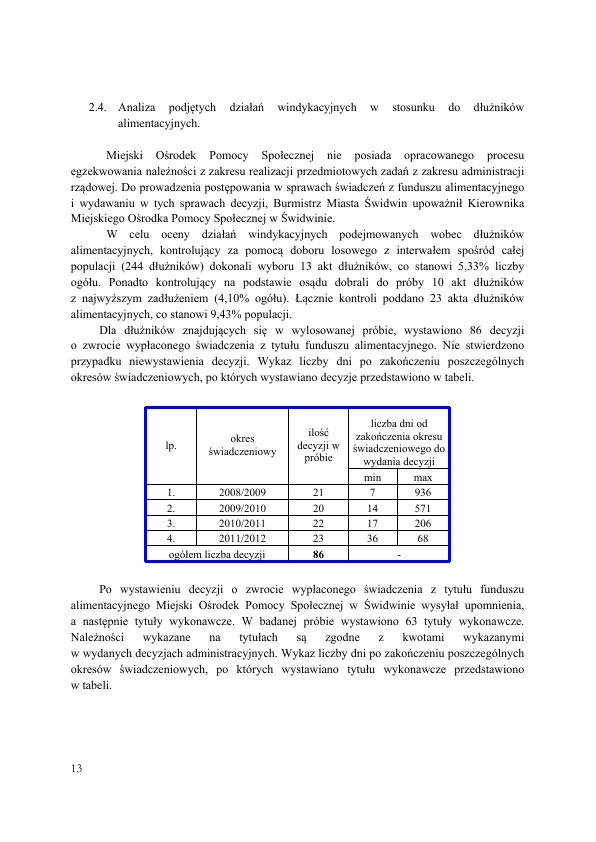 2.4. Analiza podjętych działań windykacyjnych w stosunku do dłużników
alimentacyjnych.
Miejski Ośrodek Pomocy Społecznej nie posiada opracowanego procesu
egzekwowania należności z zakresu realizacji przedmiotowych zadań z zakresu administracji
rządowej. Do prowadzenia postępowania w sprawach świadczeń z funduszu alimentacyjnego
i wydawaniu w tych sprawach decyzji, Burmistrz Miasta Świdwin upoważnił Kierownika
Miejskiego Ośrodka Pomocy Społecznej w Świdwinie.
W celu oceny działań windykacyjnych podejmowanych wobec dłużników
alimentacyjnych, kontrolujący za pomocą doboru losowego z interwałem spośród całej
populacji (244 dłużników) dokonali wyboru 13 akt dłużników, co stanowi 5,33% liczby
ogółu. Ponadto kontrolujący na podstawie osądu dobrali do próby 10 akt dłużników
z najwyższym zadłużeniem (4,10% ogółu). Łącznie kontroli poddano 23 akta dłużników
alimentacyjnych, co stanowi 9,43% populacji.
Dla dłużników znajdujących się w wylosowanej próbie, wystawiono 86 decyzji
o zwrocie wypłaconego świadczenia z tytułu funduszu alimentacyjnego. Nie stwierdzono
przypadku niewystawienia decyzji. Wykaz liczby dni po zakończeniu poszczególnych
okresów świadczeniowych, po których wystawiano decyzje przedstawiono w tabeli.
lp. okres świadczeniowy ilość decyzji w próbie liczba dni od zakończenia okresu świadczeniowego do wydania decyzji
min max
1. 2008/2009 21 7 936
2. 2009/2010 20 14 571
3. 2010/2011 22 17 206
4. 2011/2012 23 36 68
ogółem liczba decyzji 86 -
Po wystawieniu decyzji o zwrocie wypłaconego świadczenia z tytułu funduszu
alimentacyjnego Miejski Ośrodek Pomocy Społecznej w Świdwinie wysyłał upomnienia,
a następnie tytuły wykonawcze. W badanej próbie wystawiono 63 tytuły wykonawcze.
Należności wykazane na tytułach są zgodne z kwotami wykazanymi
w wydanych decyzjach administracyjnych. Wykaz liczby dni po zakończeniu poszczególnych
okresów świadczeniowych, po których wystawiano tytułu wykonawcze przedstawiono
w tabeli.
13